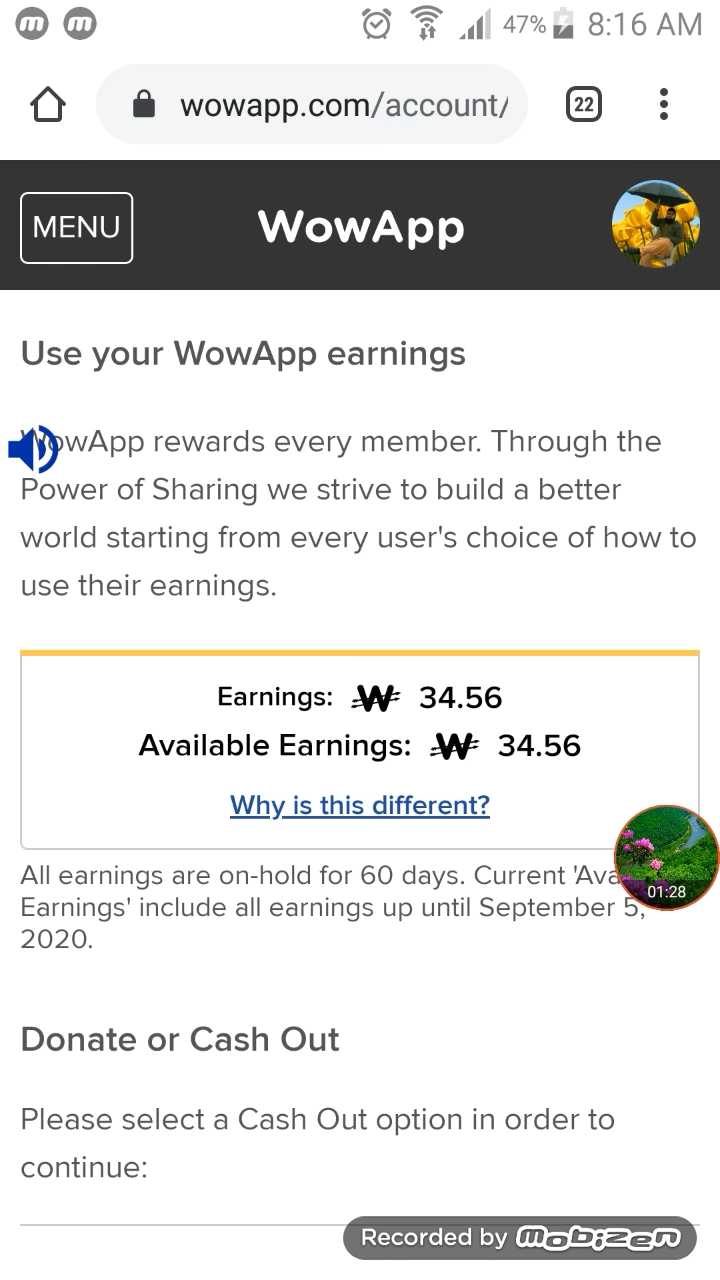 47% 8:16 AM
wowapp.com/account/
22
MENU
WowApp
Use your WowApp earnings
WowApp rewards every member. Through the
Power of Sharing we strive to build a better
world starting from every user's choice of how to
use their earnings.
Earnings: W 34.56
Available Earnings: W 34.56
Why is this different?
All earnings are on-hold for 60 days. Current 'Ava
01:28
Earnings' include all earnings up until September 5,
2020.
Donate or Cash Out
Please select a Cash Out option in order to
continue:
Recorded by mobizen